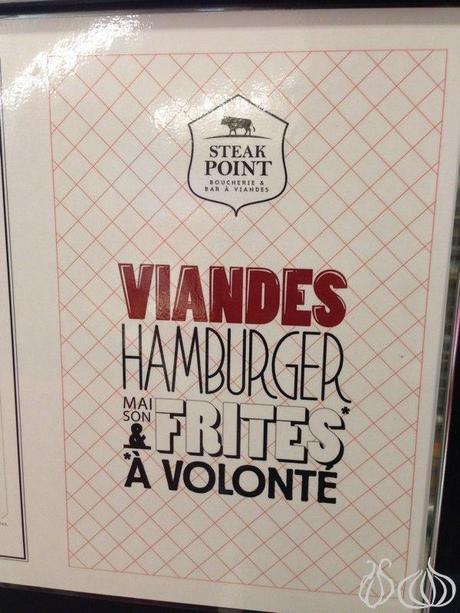 STEAK
POINT
BOUCHERIE &
BAR À VIANDES
VIANDES
HAMBURGER
MAI
SON
& FRITES*
*À VOLONTÉ